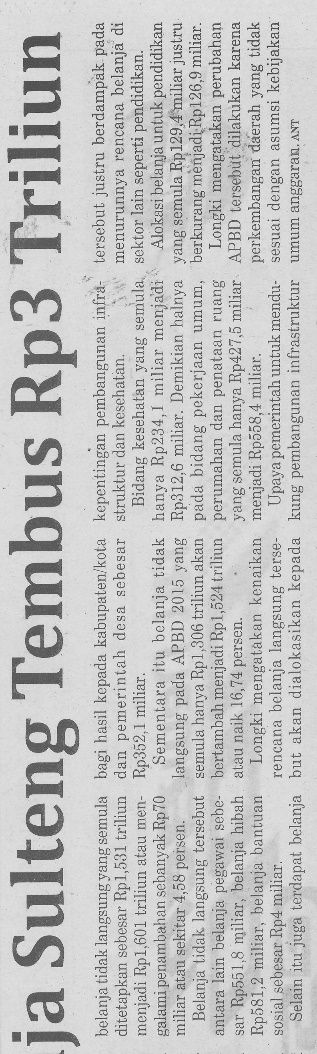 ja Sulteng Tembus Rp3 Triliun
belanja tidak langsung yang semula
ditetapkan sebesar Rp1,531 triliun
menjadi Rp1,601 triliun atau men-
galami penambahan sebanyak Rp70
miliar atau sekitar 4,58 persen.
Belanja tidak langsung tersebut
antara lain belanja pegawai sebe-
sar Rp551,8 miliar, belanja hibah
Rp581,2 miliar, belanja bantuan
sosial sebesar Rp4 miliar.
Selain itu juga terdapat belanja
bagi hasil kepada kabupaten/kota
dan pemerintah desa sebesar
Rp352,1 miliar.
Sementara itu belanja tidak
langsung pada APBD 2015 yang
semula hanya Rp1,306 triliun akan
bertambah menjadi Rp1,524 triliun
atau naik 16,74 persen.
Longki mengatakan kenaikan
rencana belanja langsung terse-
but akan dialokasikan kepada
kepentingan pembangunan infra-
struktur dan kesehatan.
Bidang kesehatan yang semula
hanya Rp234,1 miliar menjadi
Rp312,6 miliar. Demikian halnya
pada bidang pekerjaan umum,
perumahan dan penataan ruang
yang semula hanya Rp427,5 miliar
menjadi Rp558,4 miliar.
Upaya pemerintah untuk mendu-
kung pembangunan infrastruktur
tersebut justru berdampak pada
menurunnya rencana belanja di
sektor lain seperti pendidikan.
Alokasi belanja untuk pendidikan
yang semula Rp129,4 miliar justru
berkurang menjadi Rp126,9 miliar.
Longki mengatakan perubahan
APBD tersebut dilakukan karena
perkembangan daerah yang tidak
sesuai dengan asumsi kebijakan
umum anggaran. ANT